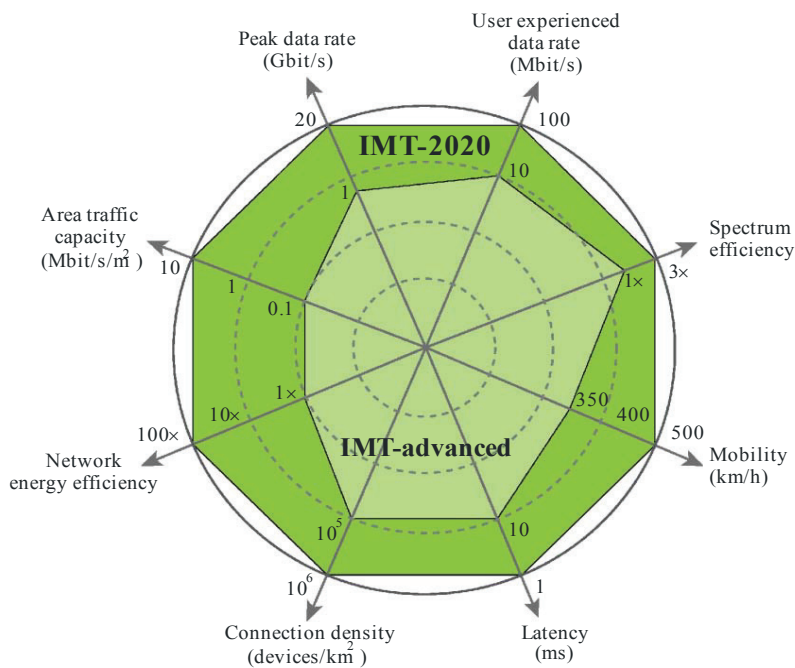 User experienced
data rate
(Mbit/s)
Peak data rate
(Gbit/s)
20
100
IMT-2020
1
10
Area traffic
capacity
(Mbit/s/m²)
Spectrum
efficiency
10
1
0.1
1×
3×
1×
10×
100×
350
400
500
Network
energy efficiency
IMT-advanced
Mobility
(km/h)
10⁵
10
10⁶
1
Connection density
(devices/km²)
Latency
(ms)